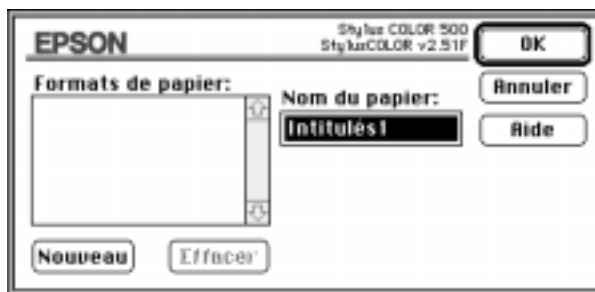 EPSON
Stylus COLOR 500
StylusCOLOR v2.51F
OK
Formats de papier:
Nom du papier:
Annuler
Intitulés1
Aide
Nouveau
Effacer